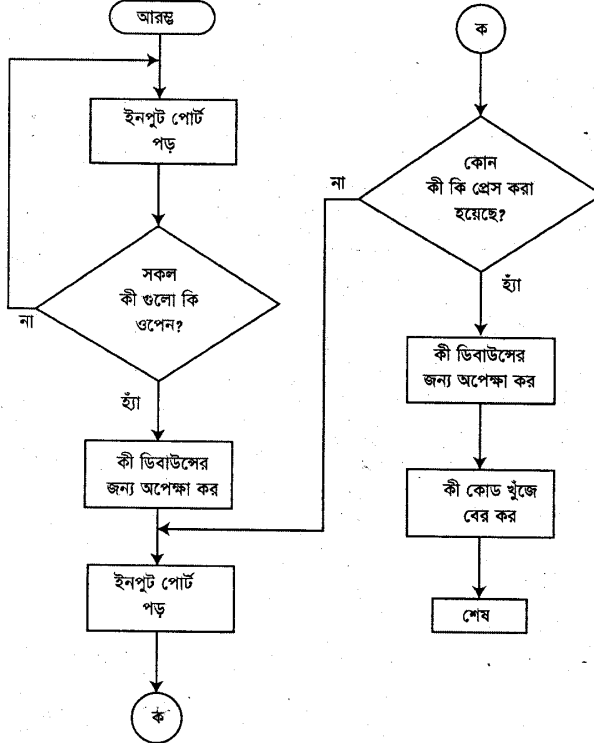 আরম্ভ
ইনপুট পোর্ট
পড়
সকল
কী গুলো কি
ওপেন?
না
হ্যাঁ
কী ডিবাউন্সের
জন্য অপেক্ষা কর
ইনপুট পোর্ট
পড়
ক
ক
কোন
কী কি প্রেস করা
হয়েছে?
না
হ্যাঁ
কী ডিবাউন্সের
জন্য অপেক্ষা কর
কী কোড খুঁজে
বের কর
শেষ